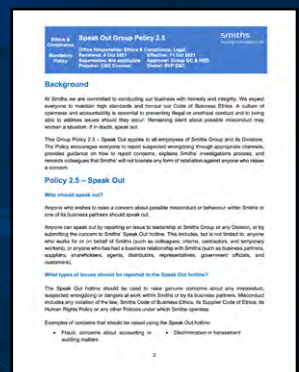 Ethics &
Compliance
Mandatory
Policy
Speak Out Group Policy 2.5
Office Responsible: Ethics & Compliance, Legal
Reviewed: 9 Oct 2021 Effective: 11 Oct 2021
Supersedes: Not applicable Approver: Group GC & HRD
Preparer: E&C Counsel Owner: SVP E&C
smiths
Background
At Smiths we are committed to conducting our business with honesty and integrity. We expect
everyone to maintain high standards and honour our Code of Business Ethics. A culture of
openness and accountability is essential to preventing illegal or unethical conduct and to being
able to address issues should they occur. Remaining silent about possible misconduct may
worsen a situation. If in doubt, speak out.
This Group Policy 2.5 – Speak Out applies to all employees of Smiths Group and its Divisions.
The Policy encourages everyone to report suspected wrongdoing through appropriate channels,
provides guidance on how to report concerns, explains Smiths' investigations process, and
reminds colleagues that Smiths will not tolerate any form of retaliation against anyone who raises
a concern.
Policy 2.5 – Speak Out
Who should speak out?
Anyone who wishes to raise a concern about possible misconduct or behaviour within Smiths or
one of its business partners should speak out.
Anyone can speak out by reporting an issue to leadership at Smiths Group or any Division, or by
submitting the concern to Smiths' Speak Out hotline. This includes, but is not limited to, anyone
who works for or on behalf of Smiths (such as colleagues, interns, contractors, and temporary
workers), or anyone who/has had a business relationship with Smiths (such as business partners,
suppliers, shareholders, agents, distributors, representatives, government officials, and
customers).
What types of issues should be reported to the Speak Out hotline?
The Speak Out hotline should be used to raise genuine concerns about any misconduct,
suspected wrongdoing or dangers at work within Smiths or by its business partners. Misconduct
includes any violation of the law, Smiths Code of Business Ethics, its Supplier Code of Ethics, its
Human Rights Policy or any other Policies under which Smiths operates.
Examples of concerns that should be raised using the Speak Out hotline:
• Fraud, concerns about accounting or
auditing matters
• Discrimination or harassment
2